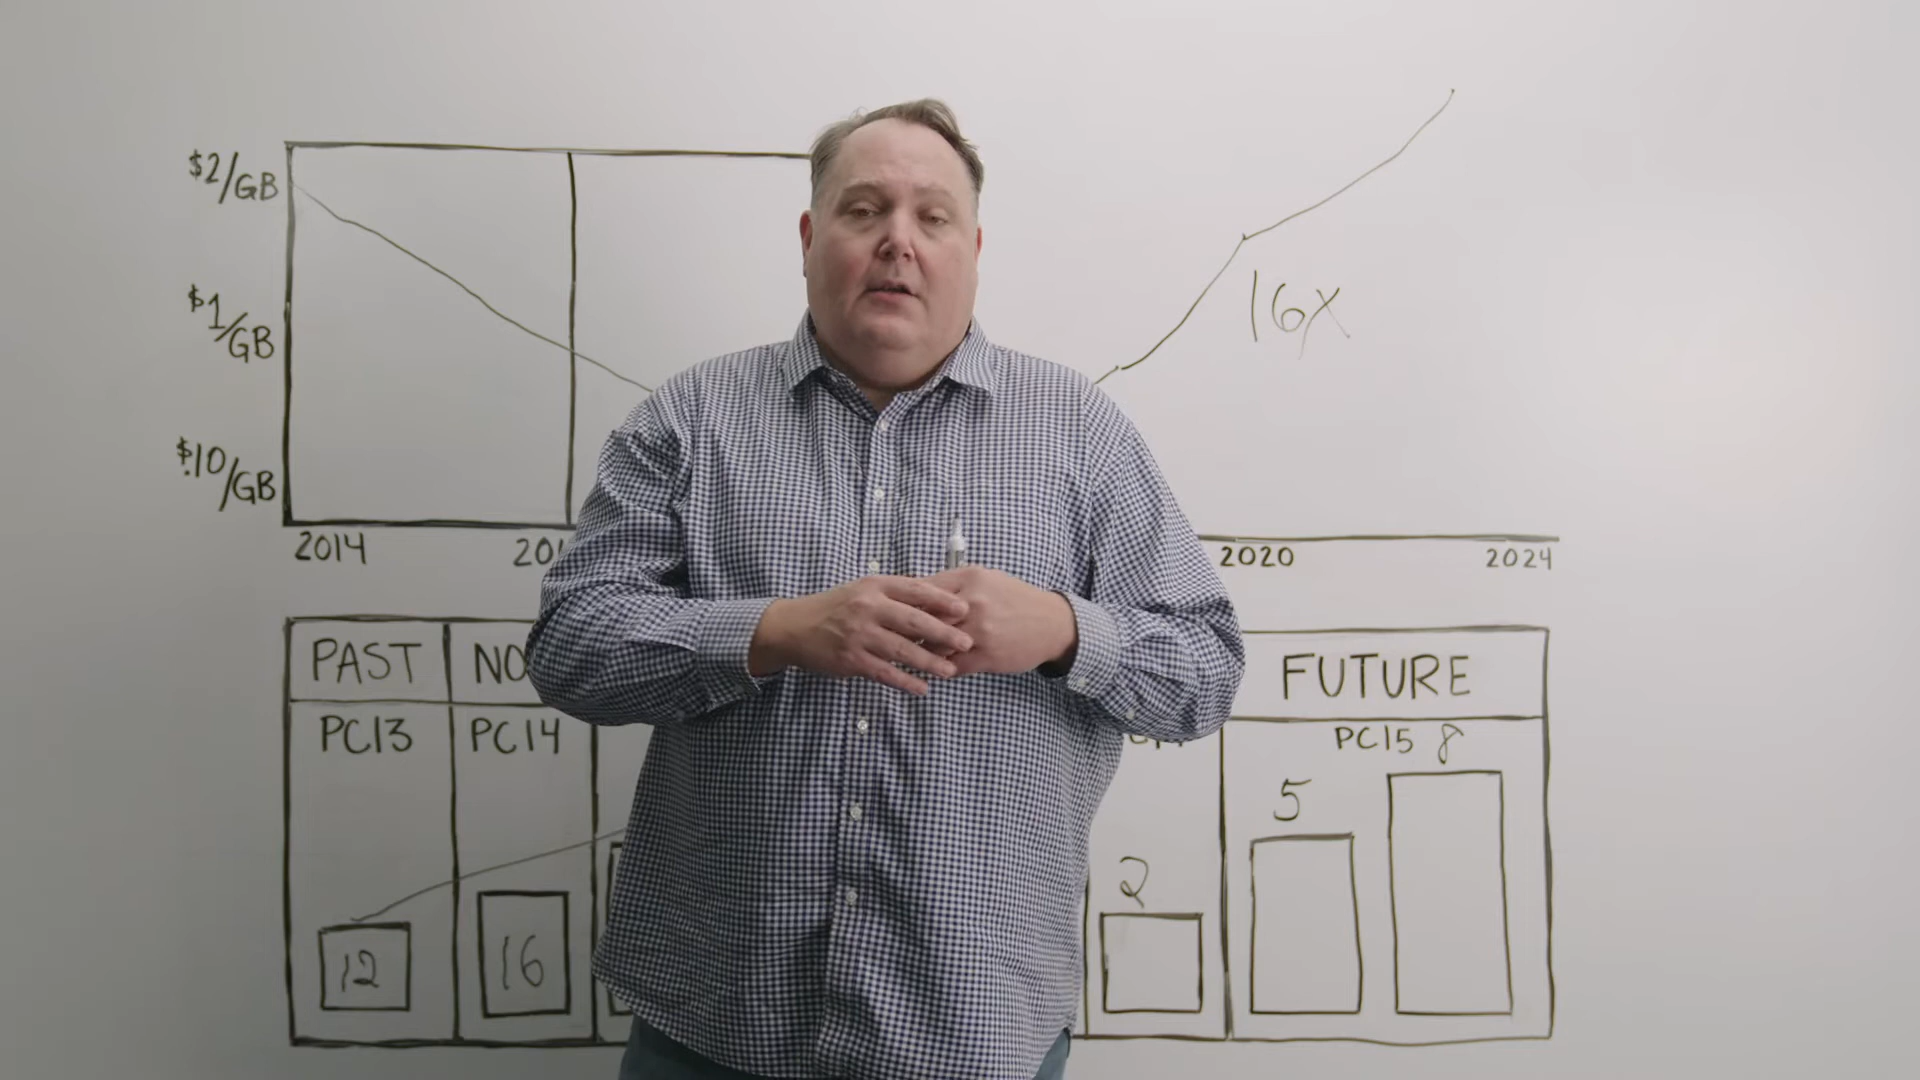 $2/GB
$1/GB
$.10/GB
16X
2014
2020
2024
PAST
FUTURE
PC13
PC14
PC15
8
5
2
12
16